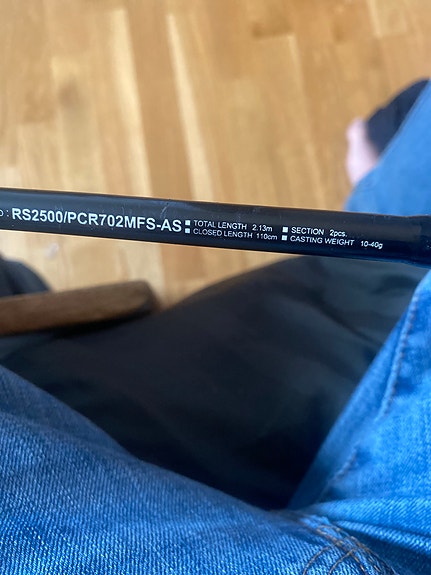 : RS2500/PCR702MFS-AS
■ TOTAL LENGTH 2.13m ■ SECTION 2pcs.
■ CLOSED LENGTH 110cm ■ CASTING WEIGHT 10-40g